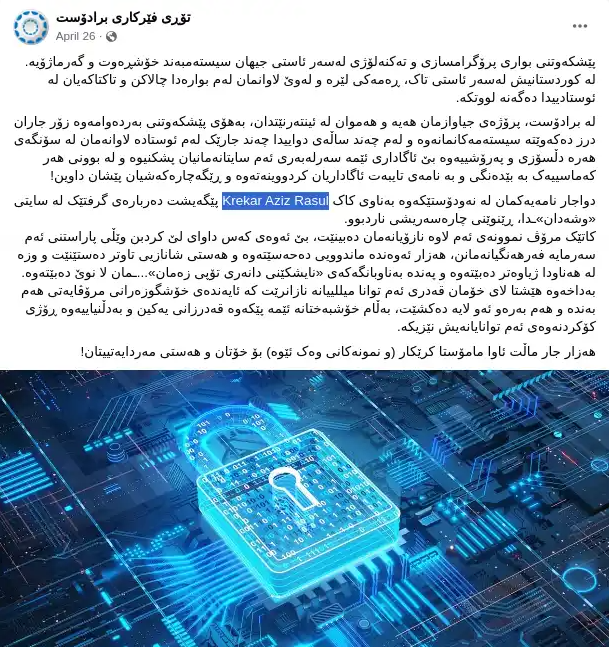 تۆڕی فێرکاری برادۆست
April 26
پێشکەوتنی بواری پرۆگرامسازی و تەکنەلۆژی لەسەر ئاستی جیهان سیستەمبەند خۆشڕەوت و گەرماژۆیە.
لە کوردستانیش لەسەر ئاستی تاک، ڕەمەکی لێرە و لەوێ لاوانمان لەم بوارەدا چالاکن و تاکتاکەیان لە
ئوستادییدا دەگەنە لووتکە.
لە برادۆست، پرۆژەی جیاوازمان هەیە و هەموان لە ئینتەرنێتدان، بەهۆی پێشکەوتنی بەردەوامەوە زۆر جاران
درز دەکەوێتە سیستەمەکانمانەوە و لەم چەند ساڵەی دواییدا چەند جارێک لەم ئوستادە لاوانەمان لە سۆنگەی
هەرە دڵسۆزی و پەرۆشییەوە بێ ئاگاداری ئێمە سەرلەبەری ئەم سایتانەمانیان پشکنیوە و لە بوونی هەر
کەماسییەک بە بێدەنگی و بە نامەی تایبەت ئاگاداریان کردووینەتەوە و ڕێگەچارەکەشیان پێشان داوین!
دواجار نامەیەکمان لە نەودۆستێکەوە بەناوی کاک Krekar Aziz Rasul پێگەیشت دەربارەی گرفتێک لە سایتی
«وشەدان»ـدا، ڕێنوێنی چارەسەریشی ناردبوو.
کاتێک مرۆڤ نموونەی ئەم لاوە نازۆیانەمان دەبینێت، بێ ئەوەی کەس داوای لێ کردبن وێڵی پاراستنی ئەم
سەرمایە فەرهەنگیانەمانن، هەزار ئەوەندە ماندوویی دەحەسێتەوە و هەستی شانازیی تاوتر دەستێنێت و وزە
لە هەناودا ژیاوەتر دەبێتەوە و پەندە بەناوبانگەکەی «نایشکێنی دانەری تۆپی زەمان»...ـمان لا نوێ دەبێتەوە.
بەداخەوە هێشتا لای خۆمان قەدری ئەم توانا میللییانە نازانرێت کە ئایەندەی خۆشگوزەرانی مرۆڤایەتی هەم
بەندە و هەم بەرەو ئەو لایە دەکشێت، بەڵام خۆشبەختانە ئێمە پێکەوە قەدرزانی یەکین و بەدڵنیاییەوە ڕۆژی
کۆکردنەوەی ئەم توانایانەیش نێزیکە.
هەزار جار ماڵت ئاوا مامۆستا کرێکار (و نمونەکانی وەک ئێوە) بۆ خۆتان و هەستی مەردایەتییتان!